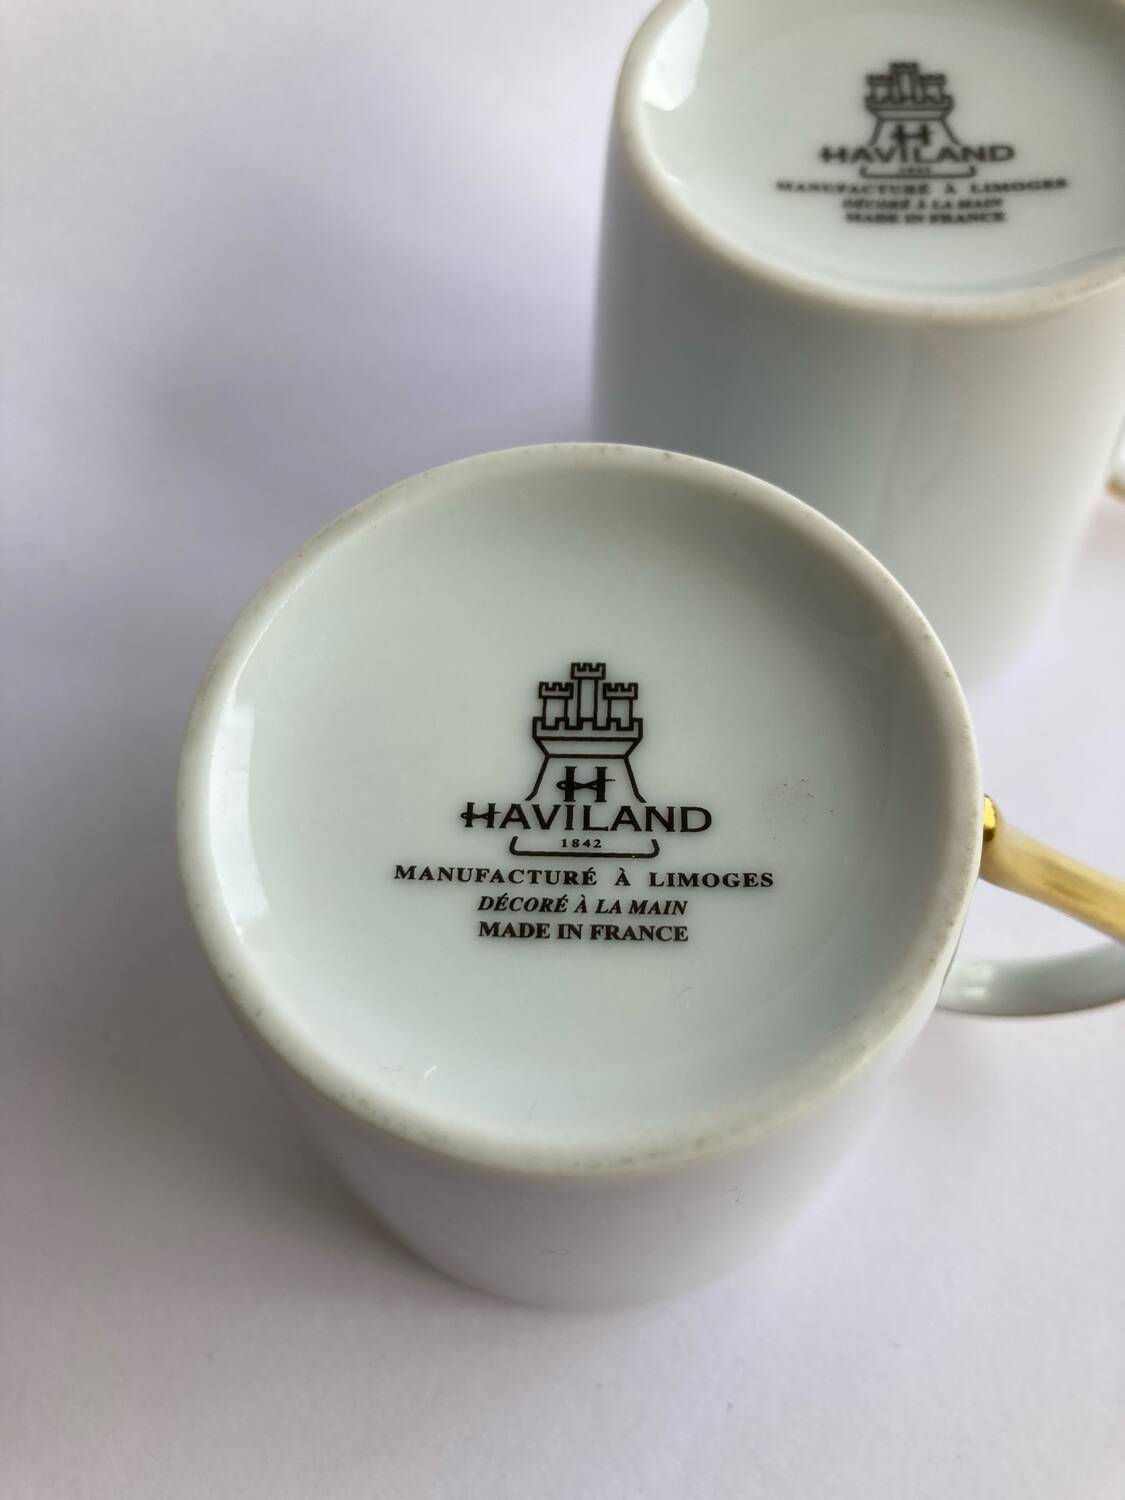 H
HAVILAND
1842
MANUFACTURÉ À LIMOGES
DÉCORÉ À LA MAIN
MADE IN FRANCE
H
HAVILAND
1842
MANUFACTURÉ À LIMOGES
DÉCORÉ À LA MAIN
MADE IN FRANCE